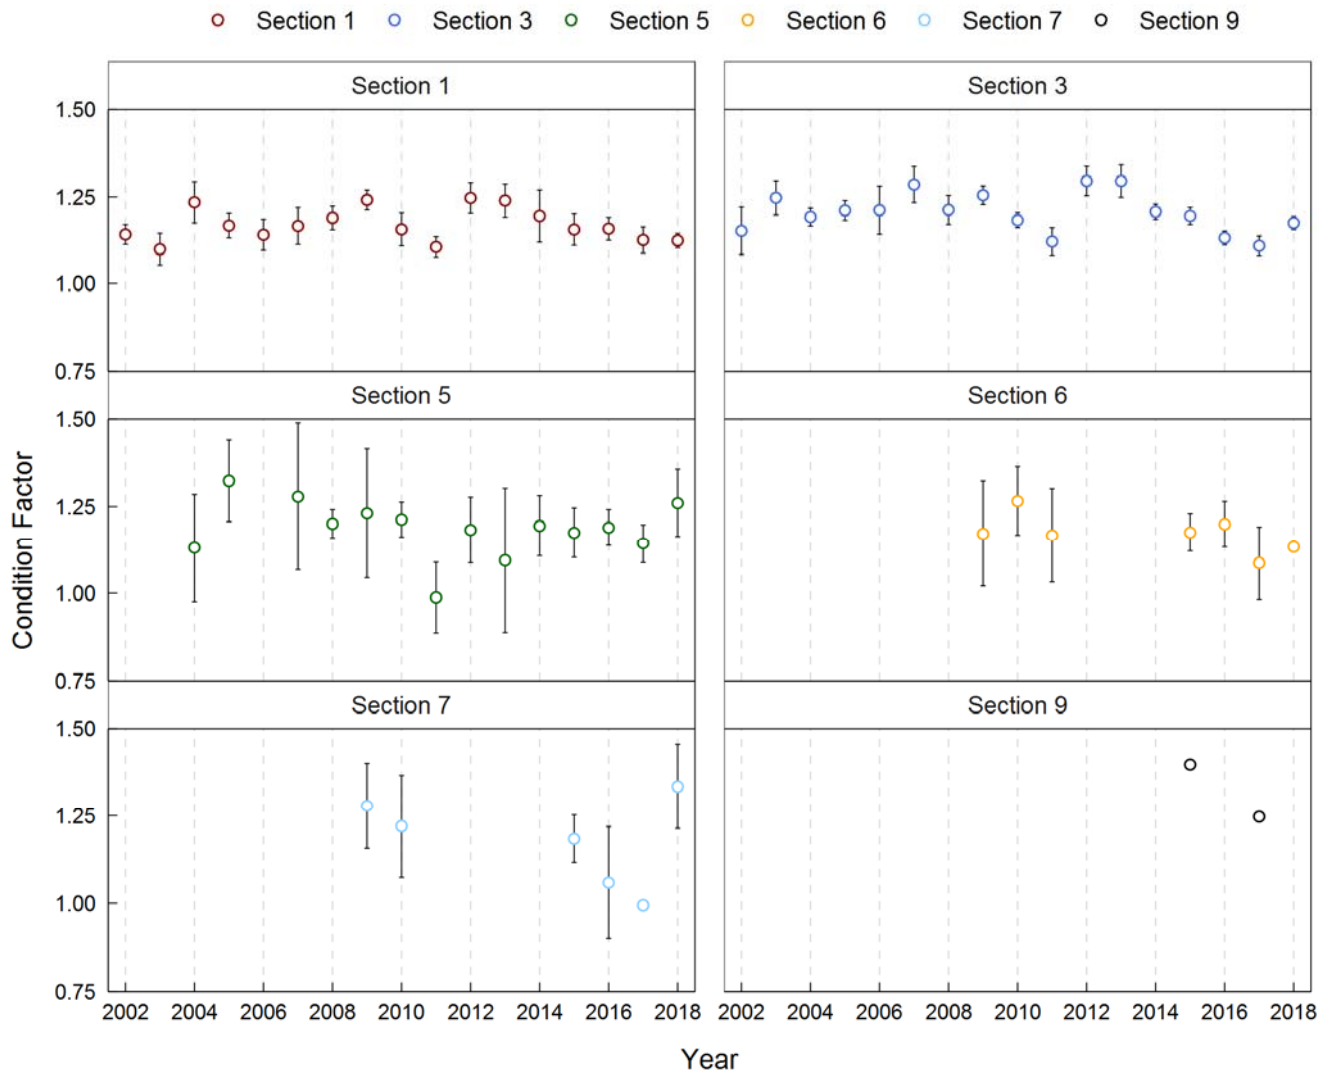 Section 1 Section 3 Section 5 Section 6 Section 7 Section 9
Section 1 Section 3
1.50
1.25
1.00
0.75
Section 5 Section 6
1.50
1.25
1.00
0.75
Section 7 Section 9
1.50
1.25
1.00
0.75
Condition Factor
2002 2004 2006 2008 2010 2012 2014 2016 2018 2002 2004 2006 2008 2010 2012 2014 2016 2018
Year